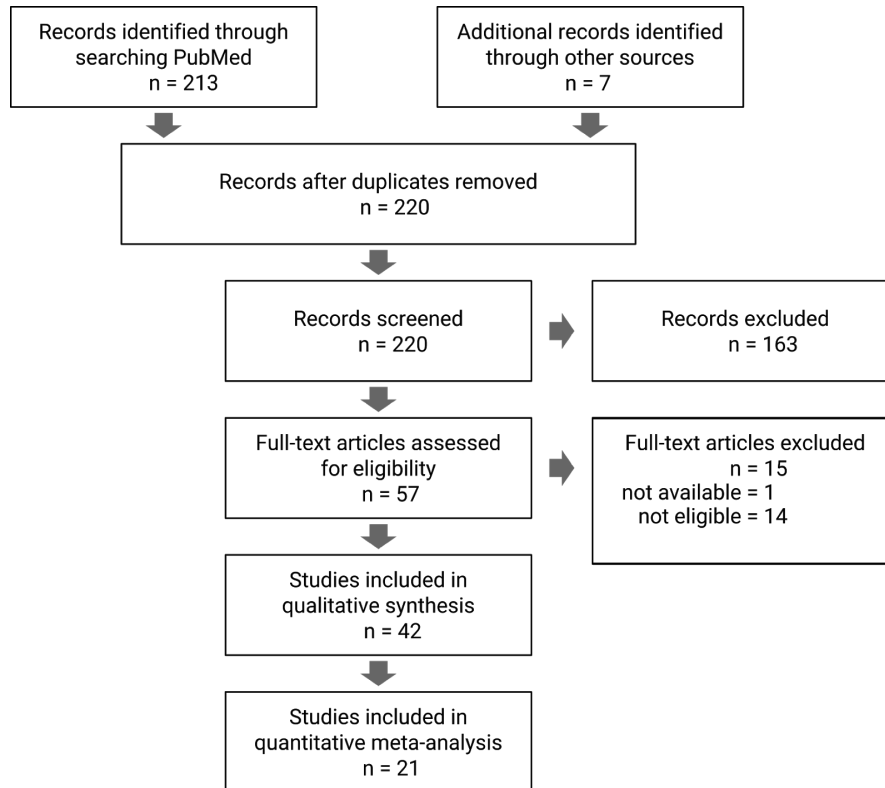 Records identified through
searching PubMed
n = 213
Additional records identified
through other sources
n = 7
Records after duplicates removed
n = 220
Records screened
n = 220
Records excluded
n = 163
Full-text articles assessed
for eligibility
n = 57
Full-text articles excluded
n = 15
not available = 1
not eligible = 14
Studies included in
qualitative synthesis
n = 42
Studies included in
quantitative meta-analysis
n = 21